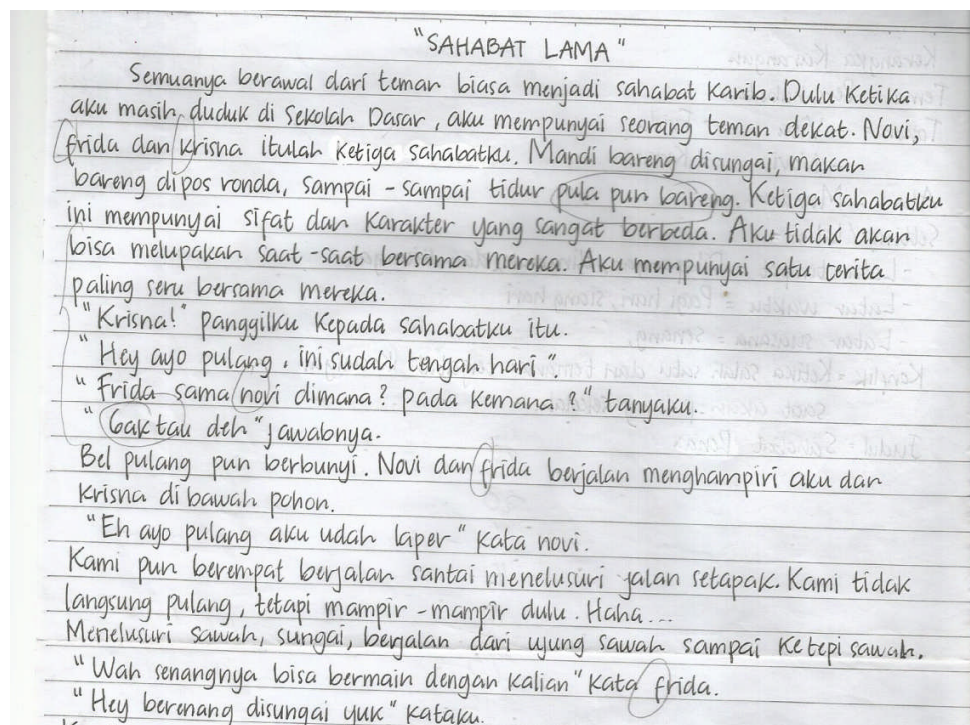 "SAHABAT LAMA"
Semuanya berawal dari teman biasa menjadi sahabat karib. Dulu ketika
aku masih duduk di Sekolah Dasar, aku mempunyai seorang teman dekat. Novi,
frida dan krisna itulah ketiga sahabatku. Mandi bareng disungai, makan
bareng dipos ronda, sampai-sampai tidur pula pun bareng. Ketiga sahabatku
ini mempunyai sifat dan karakter yang sangat berbeda. Aku tidak akan
bisa melupakan saat-saat bersama mereka. Aku mempunyai satu cerita
paling seru bersama mereka.
"Krisna!" panggilku kepada sahabatku itu.
"Hey ayo pulang, ini sudah tengah hari".
"Frida sama novi dimana? pada kemana?" tanyaku.
"Gak tau deh" jawabnya.
Bel pulang pun berbunyi. Novi dan frida berjalan menghampiri aku dan
krisna di bawah pohon.
"Eh ayo pulang aku udah laper" kata novi.
Kami pun berempat berjalan santai menelusuri jalan setapak. Kami tidak
langsung pulang, tetapi mampir-mampir dulu. Haha...
Menelusuri sawah, sungai, berjalan dari ujung sawah sampai ketepi sawah.
"Wah senangnya bisa bermain dengan kalian" kata frida.
"Hey berenang disungai yuk" kataku.